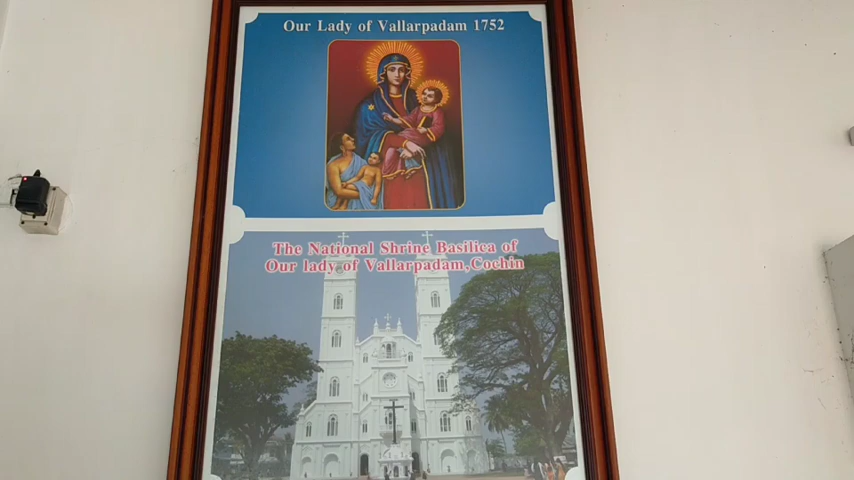 Our Lady of Vallarpadam 1752
The National Shrine Basilica of
Our lady of Vallarpadam,Cochin